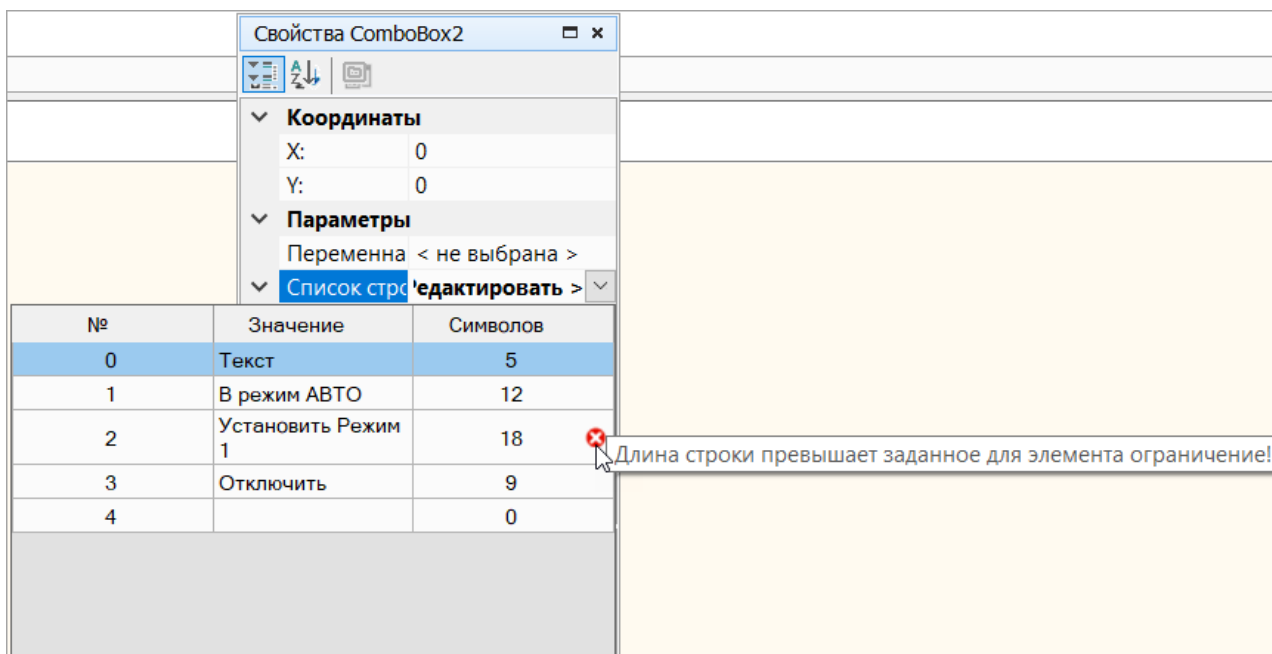 Свойства ComboBox2
Координаты
X: 0
Y: 0
Параметры
Переменна < не выбрана >
Список стро едактировать >
№ Значение Символов
0 Текст 5
1 В режим АВТО 12
2 Установить Режим 1 18
Длина строки превышает заданное для элемента ограничение!
3 Отключить 9
4 0